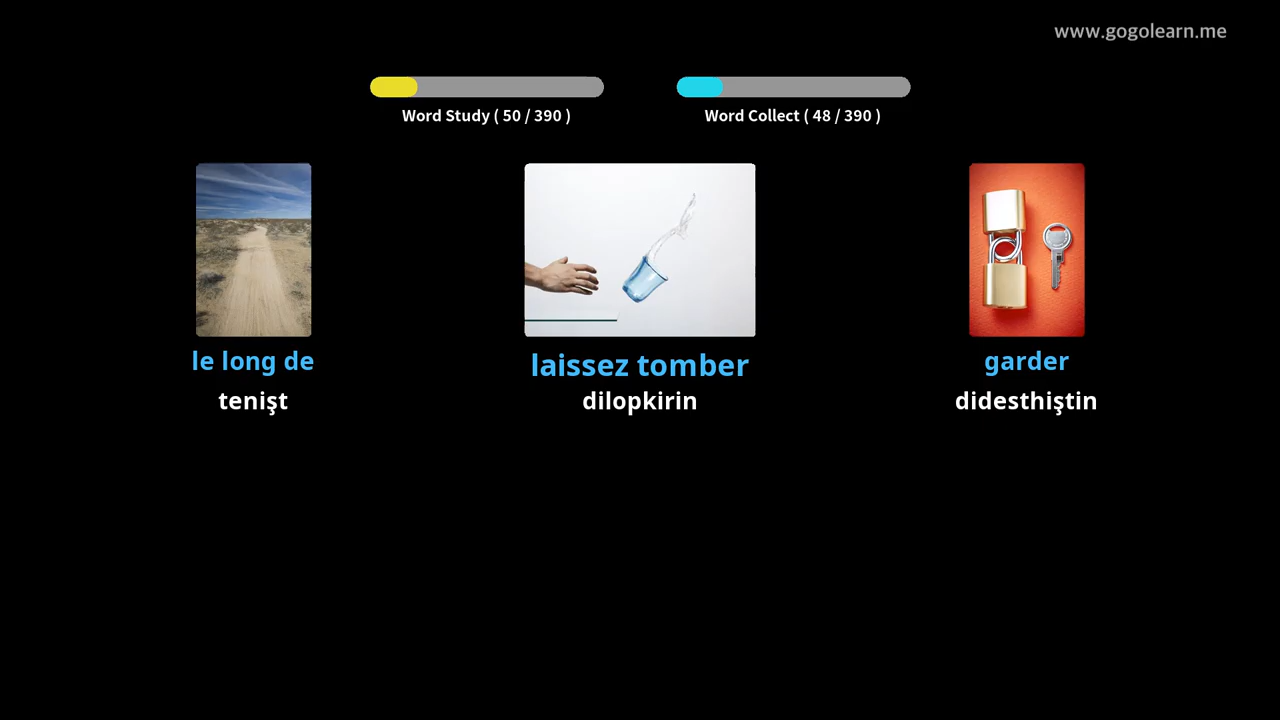 www.gogolearn.me
Word Study ( 50 / 390 )
Word Collect ( 48 / 390 )
le long de
laissez tomber
garder
tenişt
dilopkirin
didesthiştin